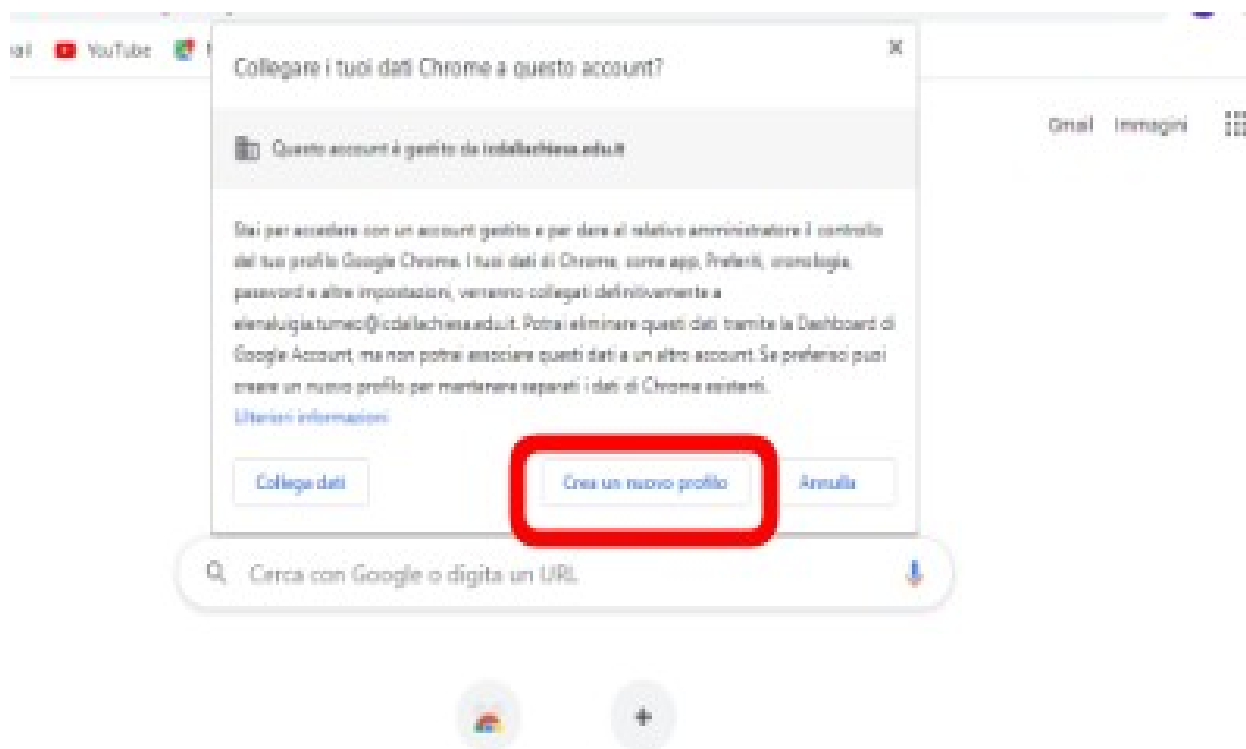 YouTube
Collegare i tuoi dati Chrome a questo account?
Gmail Immagini
Questo account è gestito da icdallachiesa.edu.it
Stai per accedere con un account gestito e per dare al relativo amministratore il controllo
del tuo profilo Google Chrome. I tuoi dati di Chrome, come app, Preferiti, cronologia,
password e altre impostazioni, verranno collegati definitivamente a
elenaluigia.tumeo@icdallachiesa.edu.it. Potrai eliminare questi dati tramite la Dashboard di
Google Account, ma non potrai associare questi dati a un altro account. Se preferisci puoi
creare un nuovo profilo per mantenere separati i dati di Chrome esistenti.
Ulteriori informazioni
Collega dati Crea un nuovo profilo Annulla
Cerca con Google o digita un URL